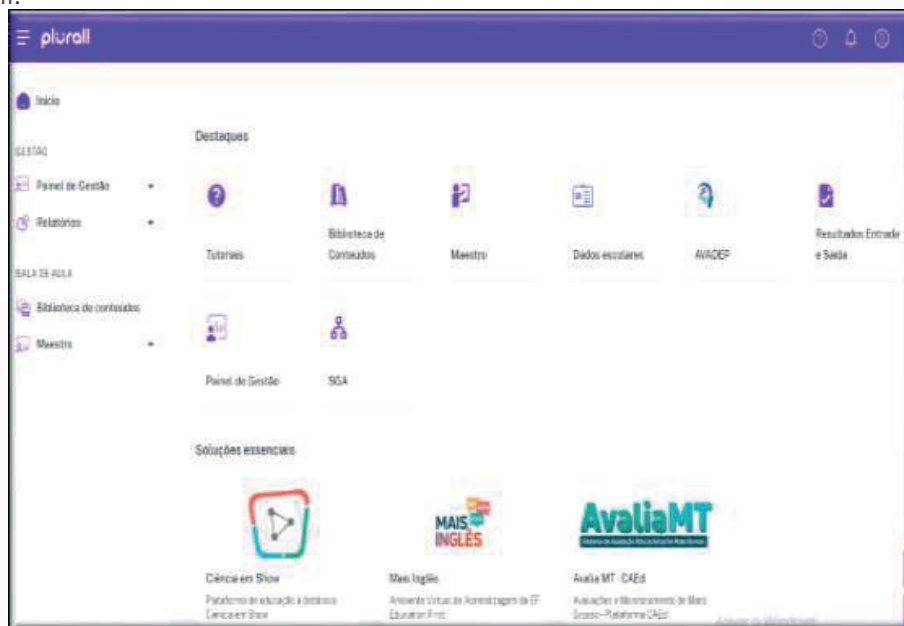 plurall
Início
GESTÃO
Painel de Gestão
Relatórios
SALA DE AULA
Biblioteca de conteúdos
Maestro
Destaques
Tutoriais
Biblioteca de
Conteúdos
Maestro
Dados escolares
AVADEP
Resultados Entrada
e Saída
Painel de Gestão
SGA
Soluções essenciais
MAIS
INGLÊS
AvaliaMT
Ciência em Show
Plataforma de educação à distância
Ciência em Show
Mais Inglês
Ambiente Virtual de Aprendizagem da EF
Education First
Avalia MT - CAEd
Avaliações e Monitoramento de Mato
Grosso - Plataforma CAEd